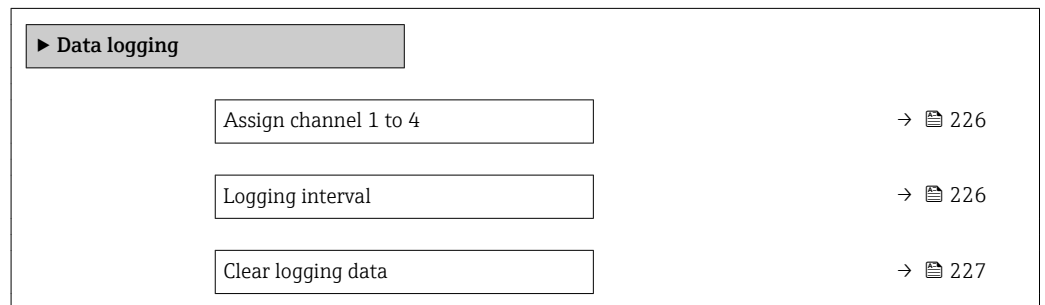 ▶ Data logging
Assign channel 1 to 4 → 226
Logging interval → 226
Clear logging data → 227